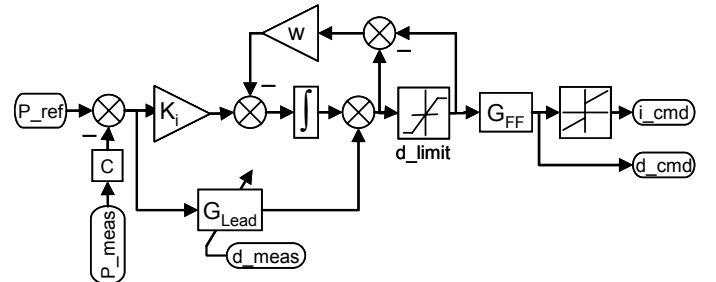 w
−
−
P_ref
K_i
−
∫
G_FF
i_cmd
−
d_limit
C
d_cmd
G_Lead
P_meas
d_meas